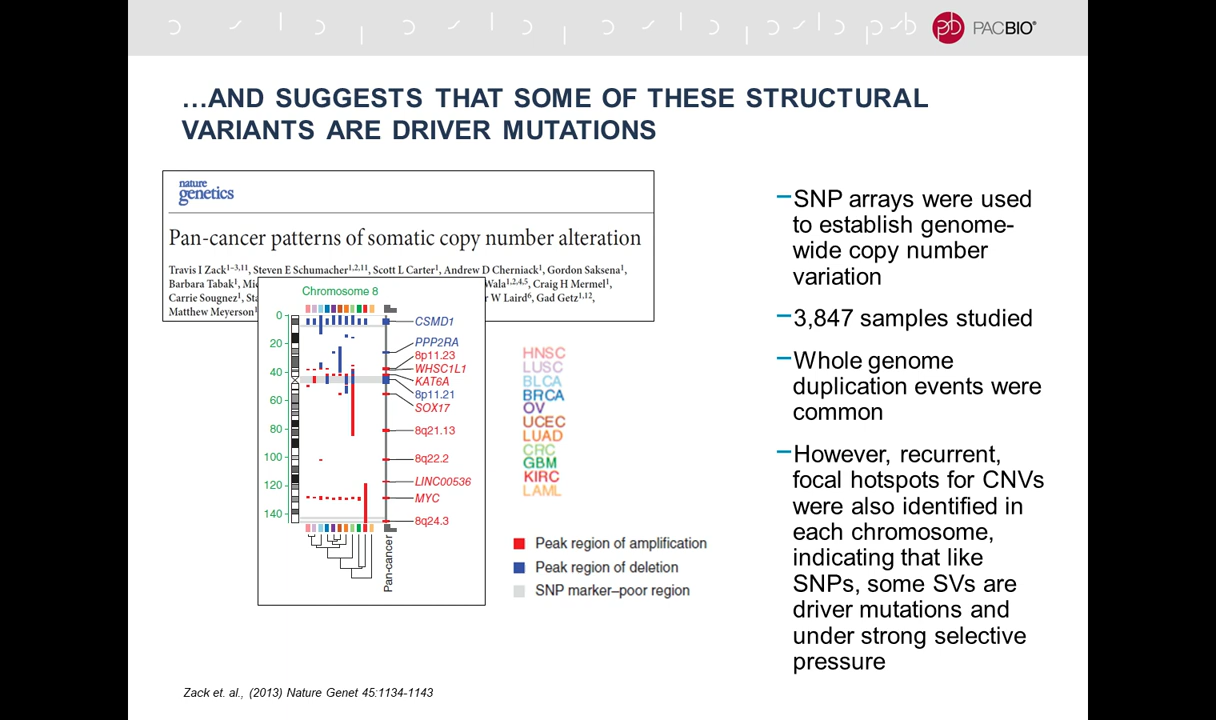 PACBIO®
…AND SUGGESTS THAT SOME OF THESE STRUCTURAL
VARIANTS ARE DRIVER MUTATIONS
nature
genetics
Pan-cancer patterns of somatic copy number alteration
Travis I Zack1–3,11, Steven E Schumacher1,2,11, Scott L Carter1, Andrew D Cherniack1, Gordon Saksena1,
Barbara Tabak1, Wala1,2,4,5, Craig H Mermel1,
Carrie Sougnez1, W Laird6, Gad Getz1,12,
Matthew Meyerson
Chromosome 8
0
20
40
60
80
100
120
140
CSMD1
PPP2RA
8p11.23
WHSC1L1
KAT6A
8p11.21
SOX17
8q21.13
8q22.2
LINC00536
MYC
8q24.3
Pan-cancer
HNSC
LUSC
BLCA
BRCA
OV
UCEC
LUAD
CRC
GBM
KIRC
LAML
Peak region of amplification
Peak region of deletion
SNP marker–poor region
–SNP arrays were used
to establish genome-
wide copy number
variation
–3,847 samples studied
–Whole genome
duplication events were
common
–However, recurrent,
focal hotspots for CNVs
were also identified in
each chromosome,
indicating that like
SNPs, some SVs are
driver mutations and
under strong selective
pressure
Zack et. al., (2013) Nature Genet 45:1134-1143